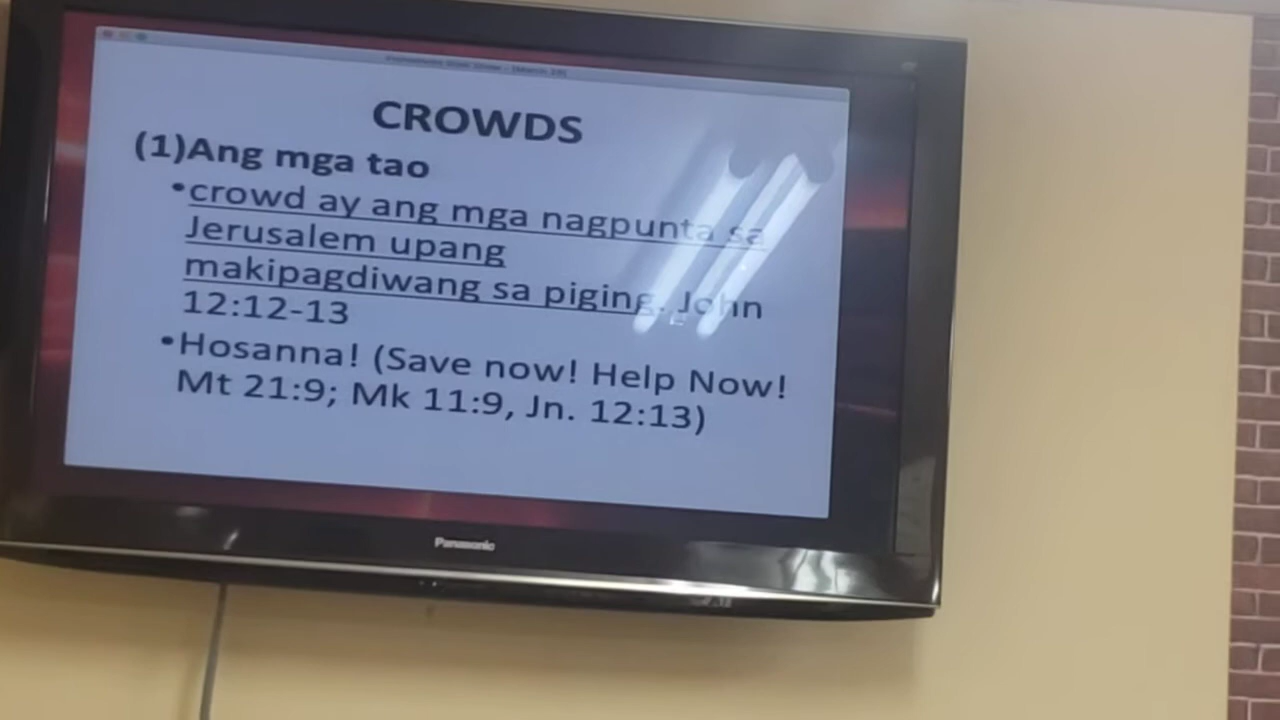 CROWDS
(1)Ang mga tao
•crowd ay ang mga nagpunta sa
Jerusalem upang
makipagdiwang sa piging. John
12:12-13
•Hosanna! (Save now! Help Now!
Mt 21:9; Mk 11:9, Jn. 12:13)
Panasonic